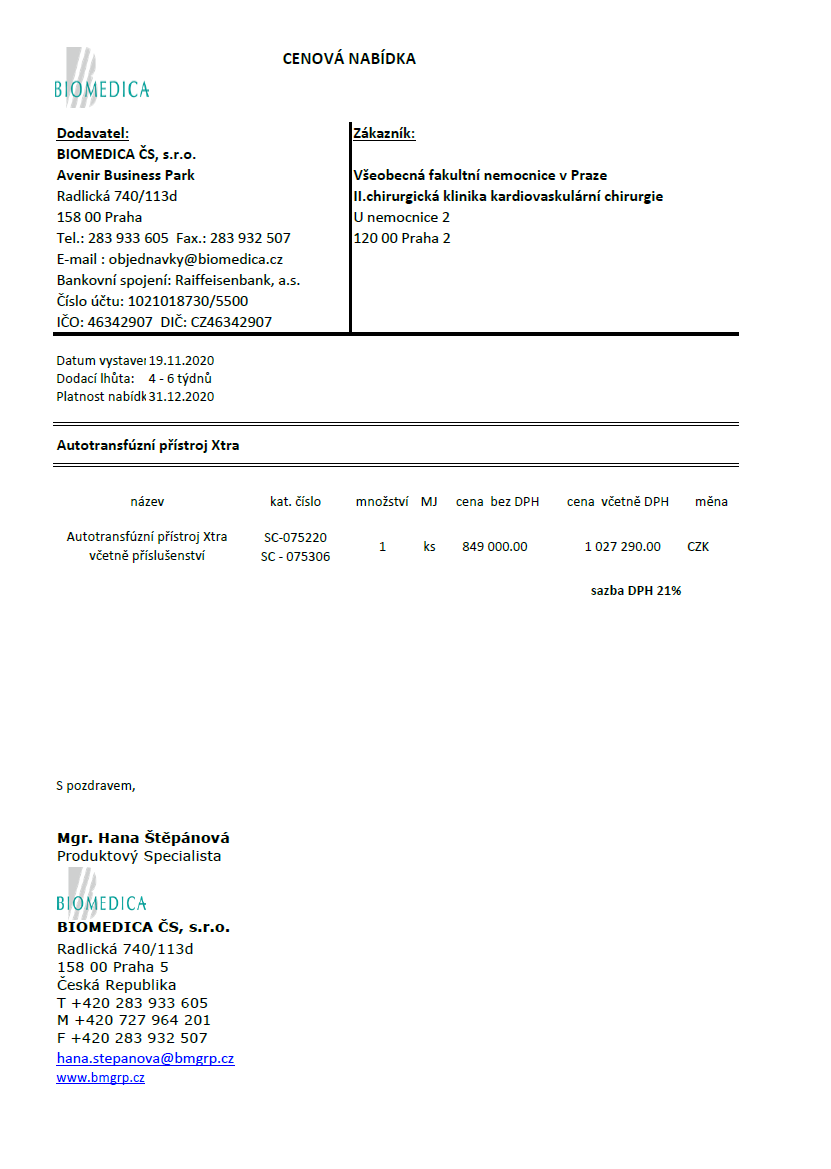 CENOVÁ NABÍDKA
BIOMEDICA
Dodavatel:
BIOMEDICA ČS, s.r.o.
Avenir Business Park
Radlická 740/113d
158 00 Praha
Tel.: 283 933 605 Fax.: 283 932 507
E-mail : objednavky@biomedica.cz
Bankovní spojení: Raiffeisenbank, a.s.
Číslo účtu: 1021018730/5500
IČO: 46342907 DIČ: CZ46342907
Zákazník:
Všeobecná fakultní nemocnice v Praze
II.chirurgická klinika kardiovaskulární chirurgie
U nemocnice 2
120 00 Praha 2
Datum vystaver 19.11.2020
Dodací lhůta: 4 - 6 týdnů
Platnost nabídk 31.12.2020
Autotransfúzní přístroj Xtra
název kat. číslo množství MJ cena bez DPH cena včetně DPH měna
Autotransfúzní přístroj Xtra SC-075220
včetně příslušenství SC - 075306
1 ks 849 000.00 1 027 290.00 CZK
sazba DPH 21%
S pozdravem,
Mgr. Hana Štěpánová
Produktový Specialista
BIOMEDICA
BIOMEDICA ČS, s.r.o.
Radlická 740/113d
158 00 Praha 5
Česká Republika
T +420 283 933 605
M +420 727 964 201
F +420 283 932 507
hana.stepanova@bmgrp.cz
www.bmgrp.cz